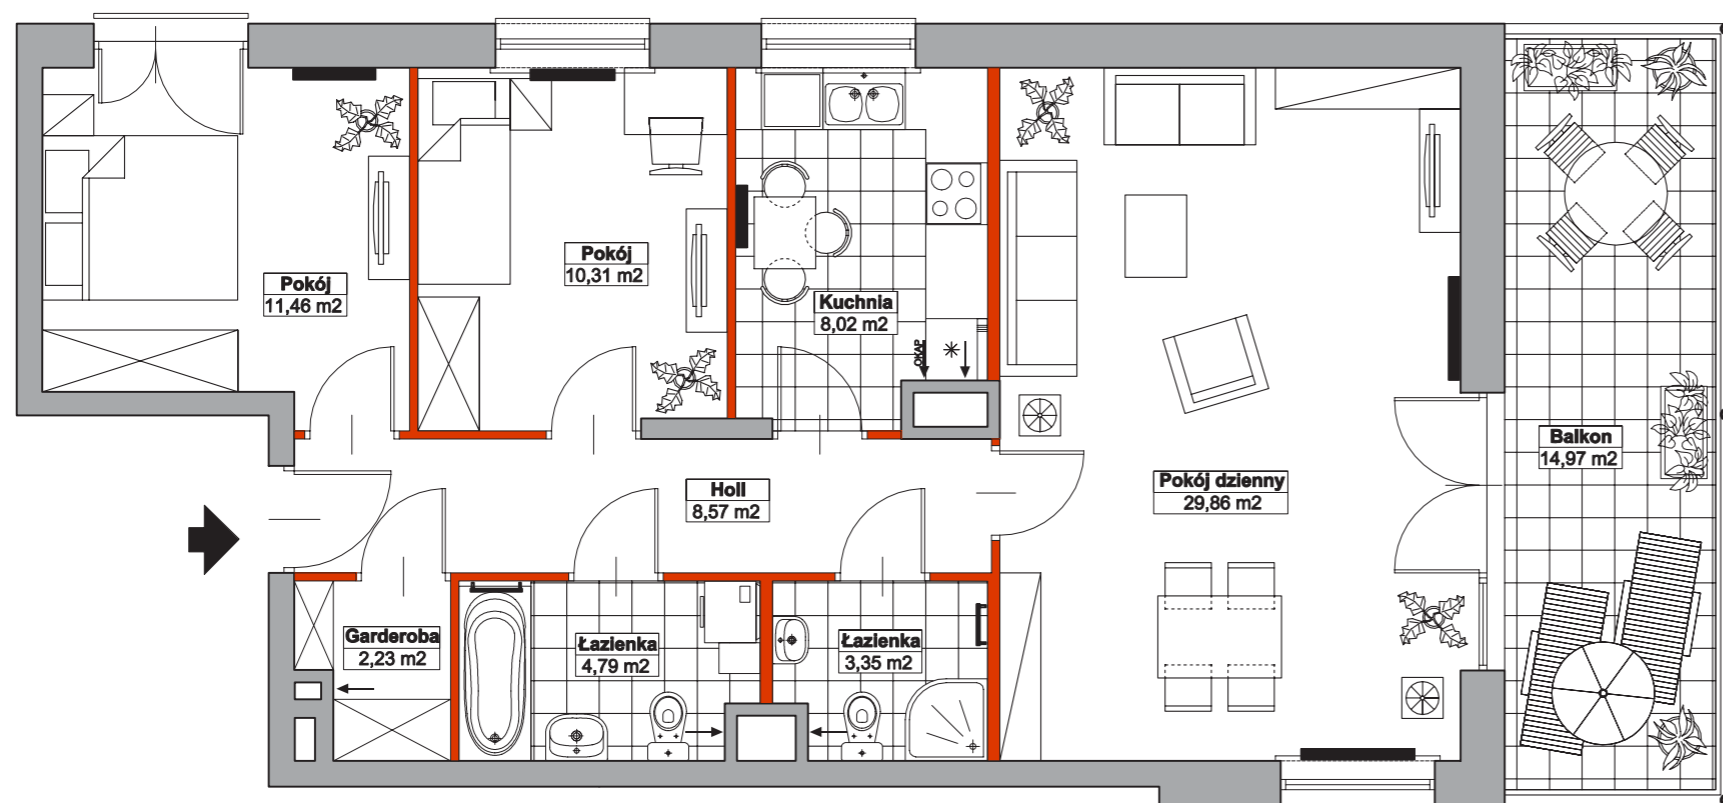 Pokój
11,46 m2
Pokój
10,31 m2
Kuchnia
8,02 m2
OKAP
Holl
8,57 m2
Pokój dzienny
29,86 m2
Balkon
14,97 m2
Garderoba
2,23 m2
Łazienka
4,79 m2
Łazienka
3,35 m2